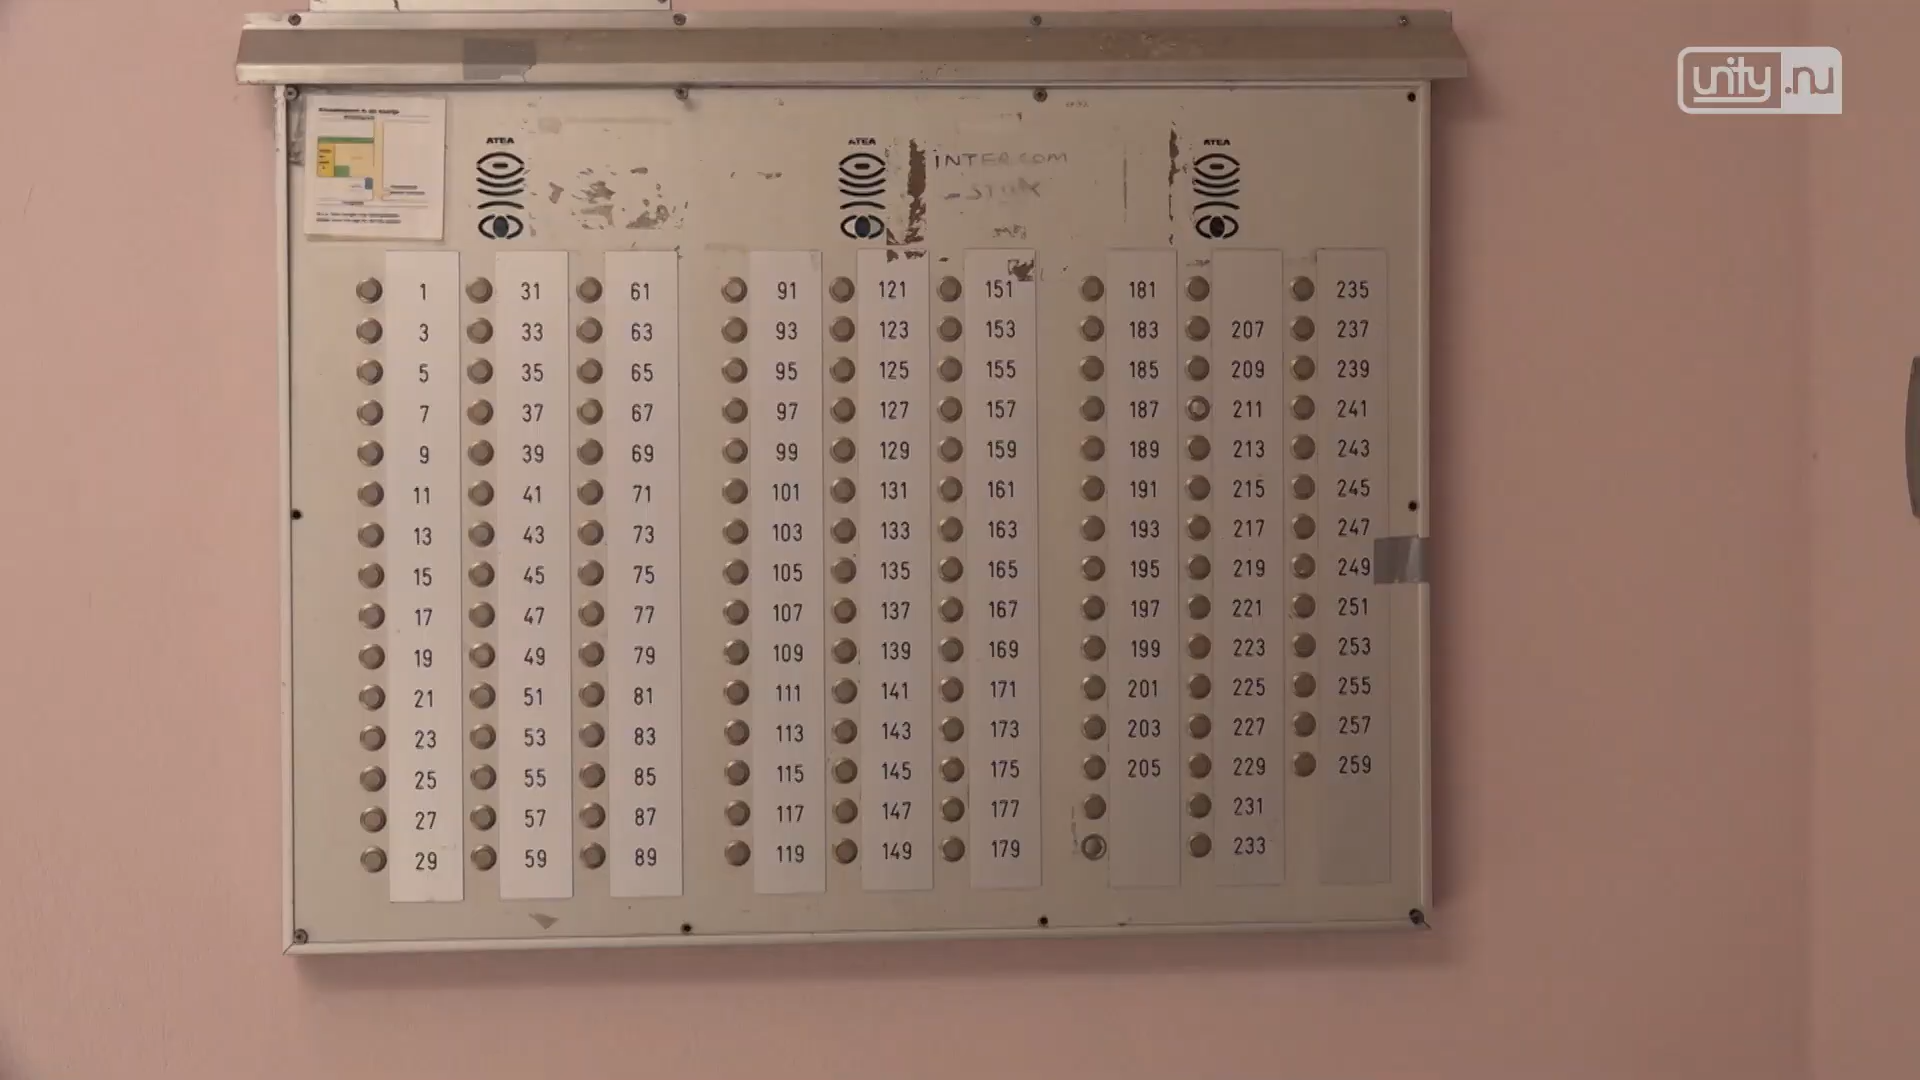 unity.nu
ATEA
ATEA
ATEA
INTERCOM
1 31 61 91 121 151 181 235
3 33 63 93 123 153 183 207 237
5 35 65 95 125 155 185 209 239
7 37 67 97 127 157 187 211 241
9 39 69 99 129 159 189 213 243
11 41 71 101 131 161 191 215 245
13 43 73 103 133 163 193 217 247
15 45 75 105 135 165 195 219 249
17 47 77 107 137 167 197 221 251
19 49 79 109 139 169 199 223 253
21 51 81 111 141 171 201 225 255
23 53 83 113 143 173 203 227 257
25 55 85 115 145 175 205 229 259
27 57 87 117 147 177 231
29 59 89 119 149 179 233